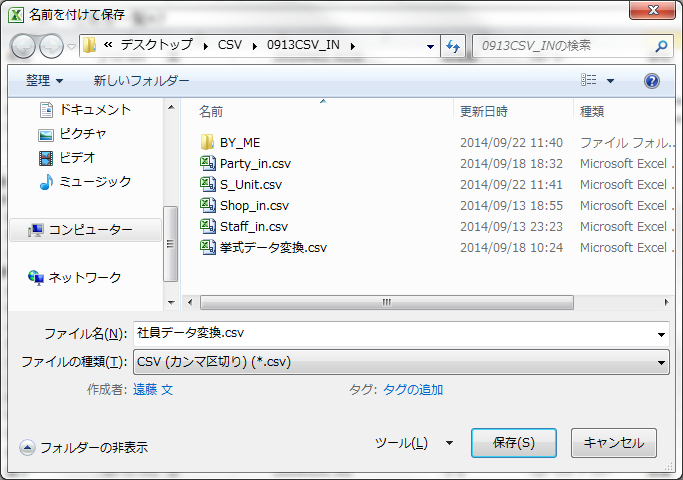 名前を付けて保存
« デスクトップ ▸ CSV ▸ 0913CSV_IN ▸ 0913CSV_INの検索
整理 ▼ 新しいフォルダー
名前 更新日時 種類
ドキュメント
ピクチャ
ビデオ
ミュージック
コンピューター
ネットワーク
BY_ME 2014/09/22 11:40 ファイル フォル...
Party_in.csv 2014/09/18 18:32 Microsoft Excel .
S_Unit.csv 2014/09/22 11:41 Microsoft Excel .
Shop_in.csv 2014/09/13 18:55 Microsoft Excel .
Staff_in.csv 2014/09/13 23:23 Microsoft Excel .
挙式データ変換.csv 2014/09/18 10:24 Microsoft Excel .
ファイル名(N): 社員データ変換.csv
ファイルの種類(T): CSV (カンマ区切り) (*.csv)
作成者: 遠藤 文 タグ: タグの追加
フォルダーの非表示 ツール(L) ▼ 保存(S) キャンセル